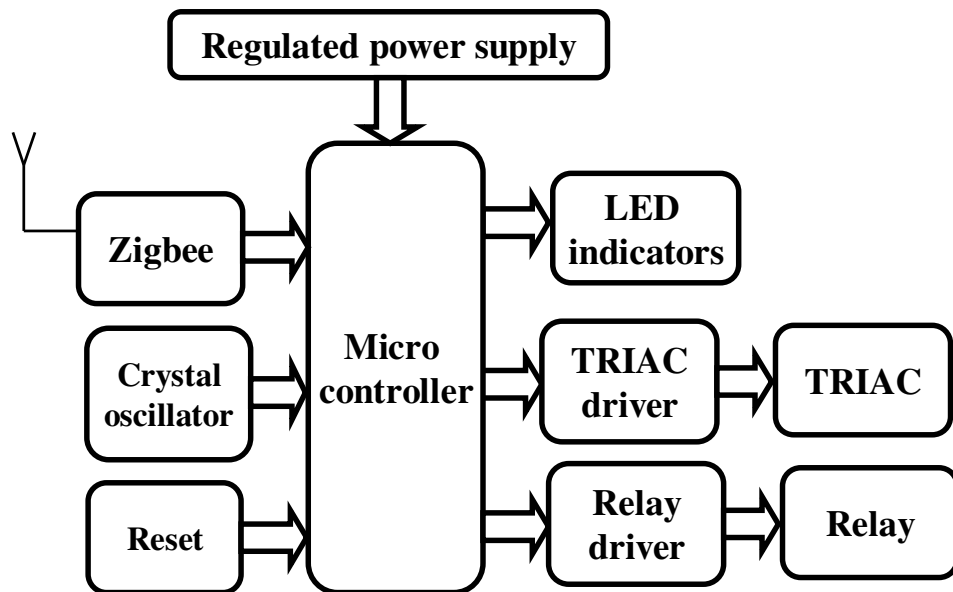 Regulated power supply
Zigbee
LED
indicators
Crystal
oscillator
Micro
controller
TRIAC
driver
TRIAC
Reset
Relay
driver
Relay